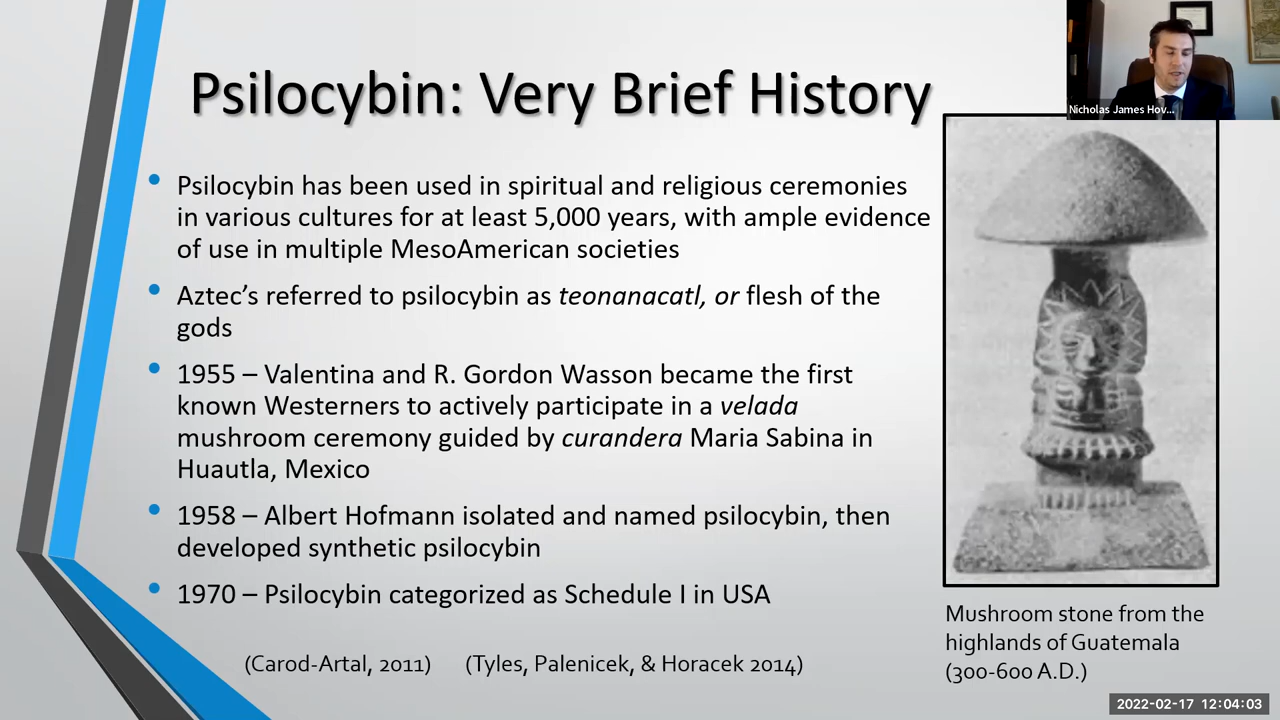 Psilocybin: Very Brief History
Nicholas James Hov...
• Psilocybin has been used in spiritual and religious ceremonies
in various cultures for at least 5,000 years, with ample evidence
of use in multiple MesoAmerican societies
• Aztec’s referred to psilocybin as teonanacatl, or flesh of the
gods
• 1955 – Valentina and R. Gordon Wasson became the first
known Westerners to actively participate in a velada
mushroom ceremony guided by curandera Maria Sabina in
Huautla, Mexico
• 1958 – Albert Hofmann isolated and named psilocybin, then
developed synthetic psilocybin
• 1970 – Psilocybin categorized as Schedule I in USA
(Carod-Artal, 2011) (Tyles, Palenicek, & Horacek 2014)
Mushroom stone from the
highlands of Guatemala
(300-600 A.D.)
2022-02-17 12:04:03